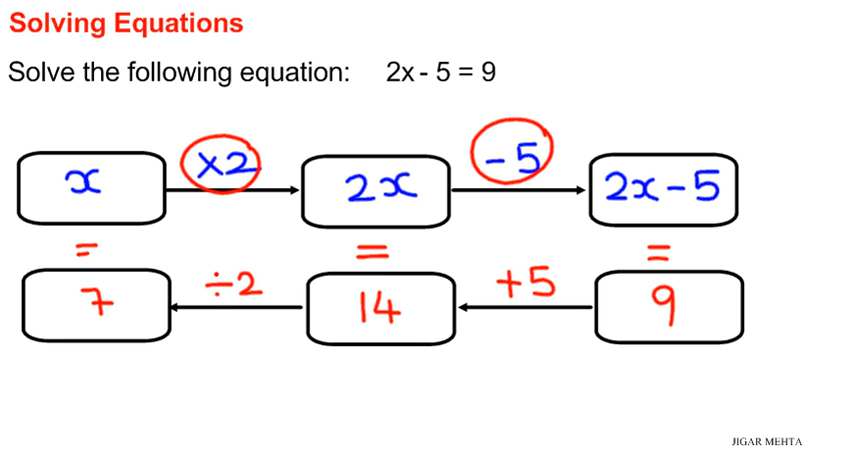 Solving Equations
Solve the following equation: 2x - 5 = 9
x ×2 2x -5 2x-5
= = =
7 ÷2 14 +5 9
JIGAR MEHTA